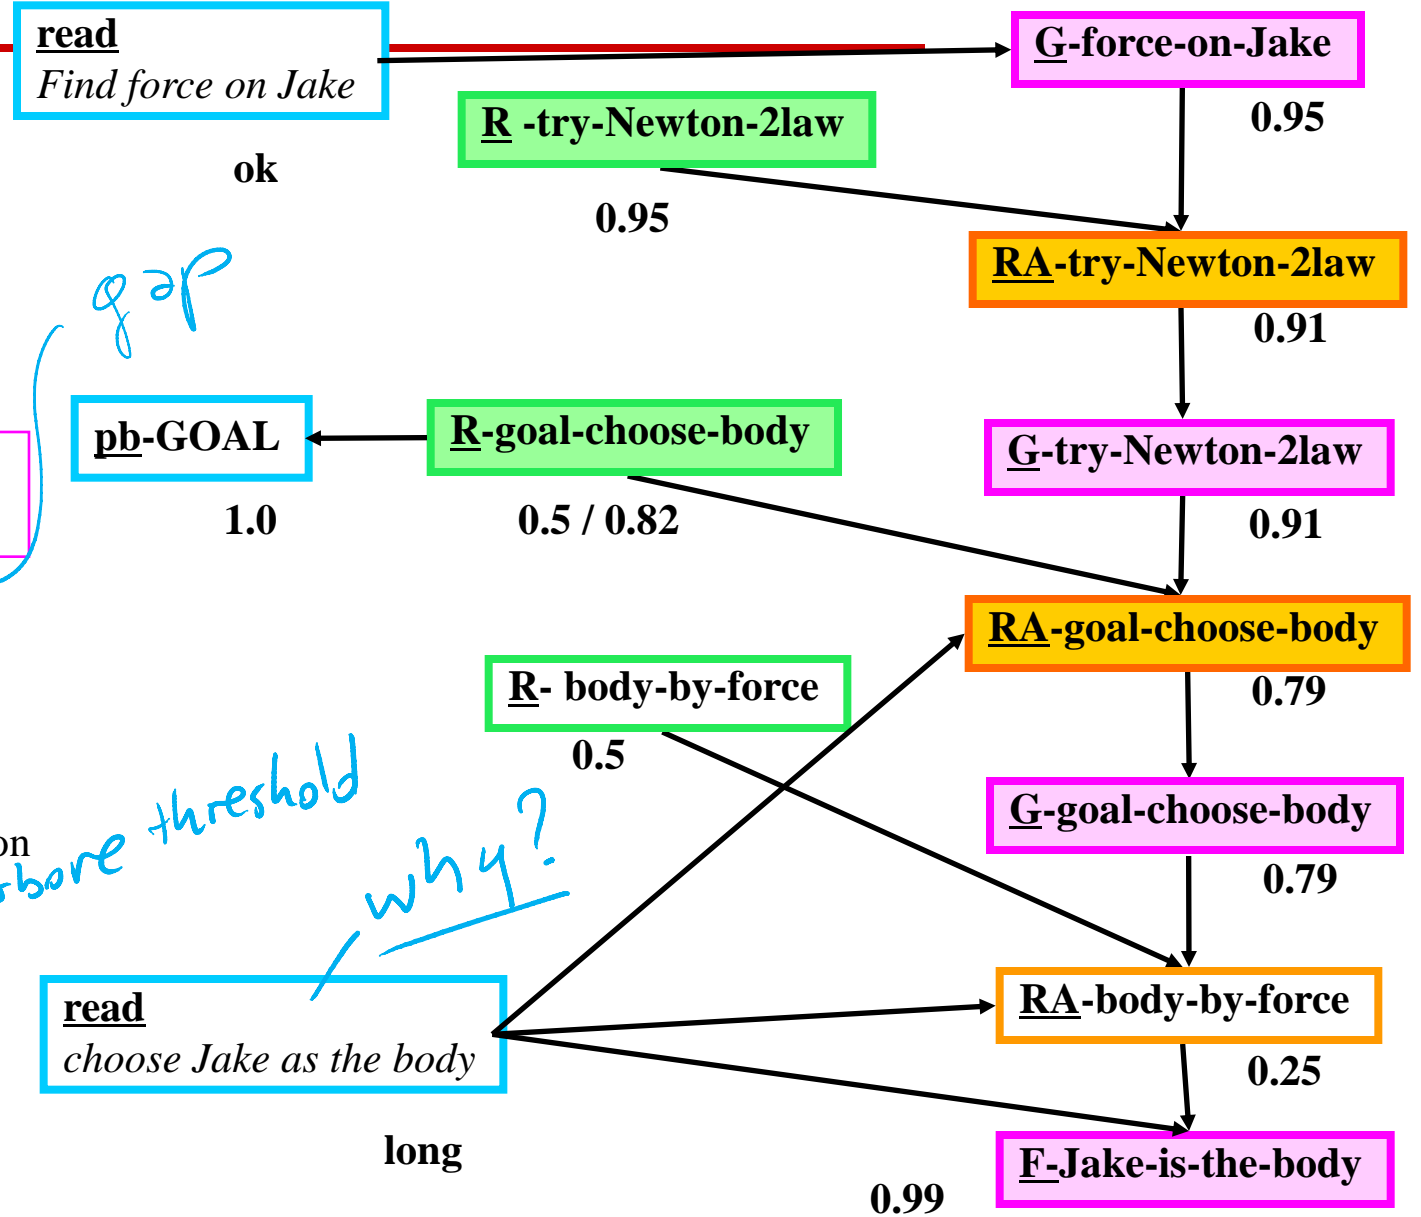 read
Find force on Jake
G-force-on-Jake
R -try-Newton-2law
0.95
ok
0.95
RA-try-Newton-2law
gap
0.91
pb-GOAL
R-goal-choose-body
G-try-Newton-2law
1.0
0.5 / 0.82
0.91
RA-goal-choose-body
R- body-by-force
0.79
0.5
G-goal-choose-body
on
above threshold
why?
0.79
read
choose Jake as the body
RA-body-by-force
0.25
long
F-Jake-is-the-body
0.99